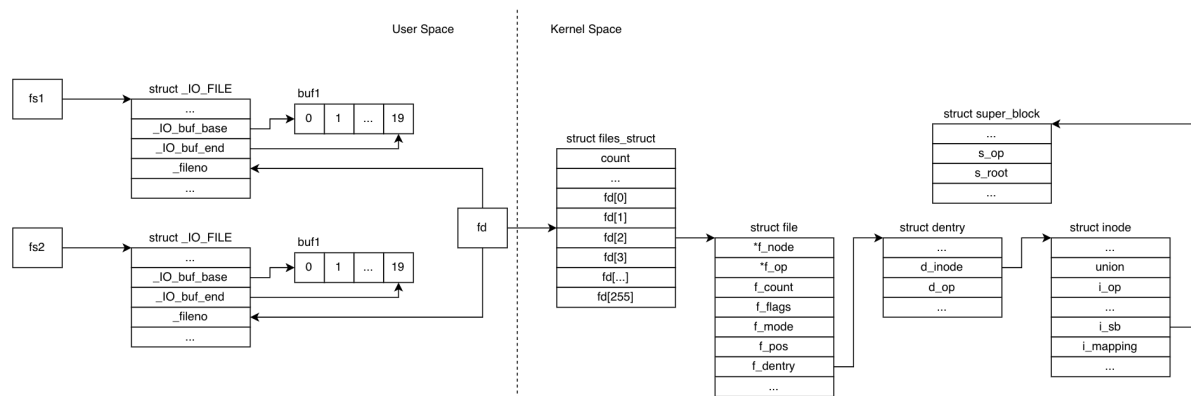 User Space
Kernel Space
fs1
struct _IO_FILE
...
_IO_buf_base
_IO_buf_end
_fileno
...
buf1
0 1 ... 19
fs2
struct _IO_FILE
...
_IO_buf_base
_IO_buf_end
_fileno
...
buf1
0 1 ... 19
fd
struct files_struct
count
...
fd[0]
fd[1]
fd[2]
fd[3]
fd[...]
fd[255]
struct file
*f_node
*f_op
f_count
f_flags
f_mode
f_pos
f_dentry
...
struct dentry
...
d_inode
d_op
...
struct super_block
...
s_op
s_root
...
struct inode
...
union
i_op
...
i_sb
i_mapping
...